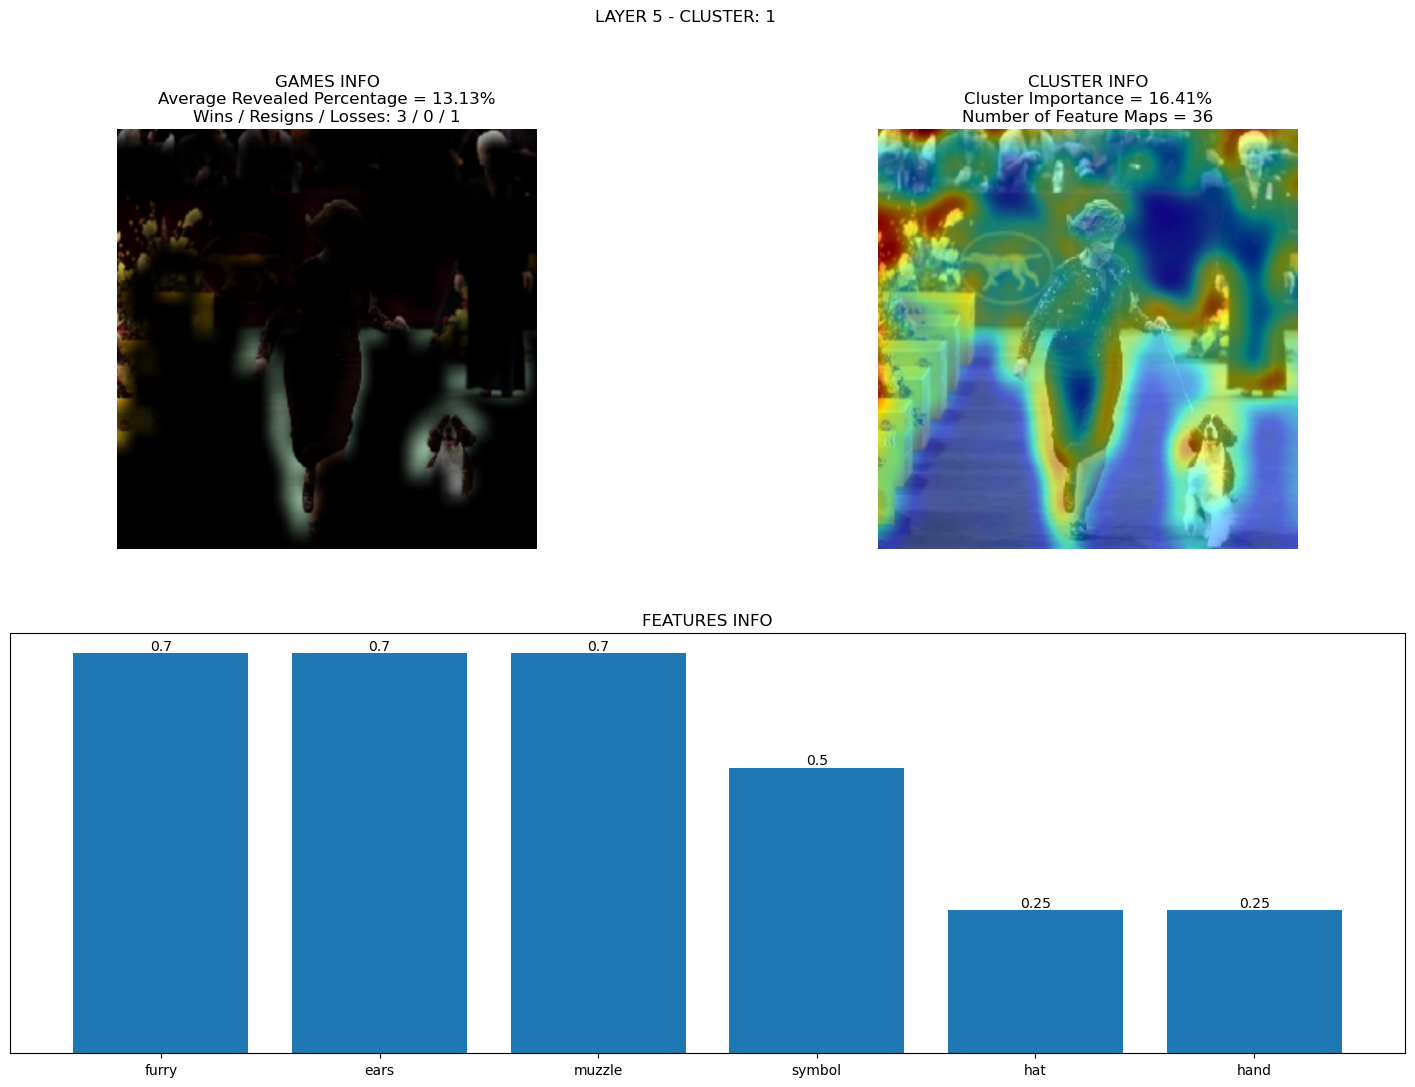 LAYER 5 - CLUSTER: 1
GAMES INFO
Average Revealed Percentage = 13.13%
Wins / Resigns / Losses: 3 / 0 / 1
CLUSTER INFO
Cluster Importance = 16.41%
Number of Feature Maps = 36
FEATURES INFO
0.7
0.7
0.7
0.5
0.25
0.25
furry
ears
muzzle
symbol
hat
hand